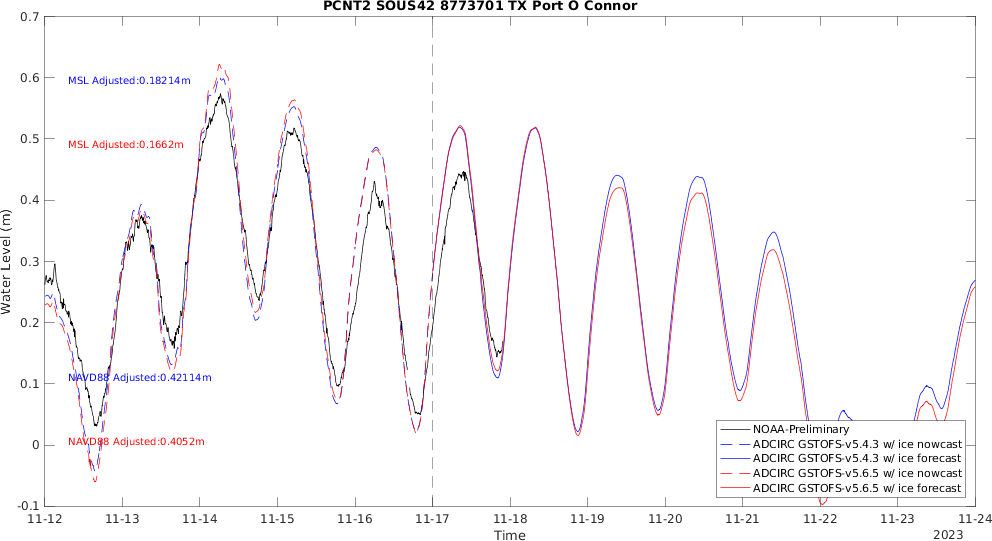 PCNT2 SOUS42 8773701 TX Port O Connor
0.7
0.6
0.5
0.4
0.3
0.2
0.1
0
-0.1
Water Level (m)
MSL Adjusted:0.18214m
MSL Adjusted:0.1662m
NAVD88 Adjusted:0.42114m
NAVD88 Adjusted:0.4052m
NOAA-Preliminary
ADCIRC GSTOFS-v5.4.3 w/ ice nowcast
ADCIRC GSTOFS-v5.4.3 w/ ice forecast
ADCIRC GSTOFS-v5.6.5 w/ ice nowcast
ADCIRC GSTOFS-v5.6.5 w/ ice forecast
11-12 11-13 11-14 11-15 11-16 11-17 11-18 11-19 11-20 11-21 11-22 11-23 11-24
Time
2023